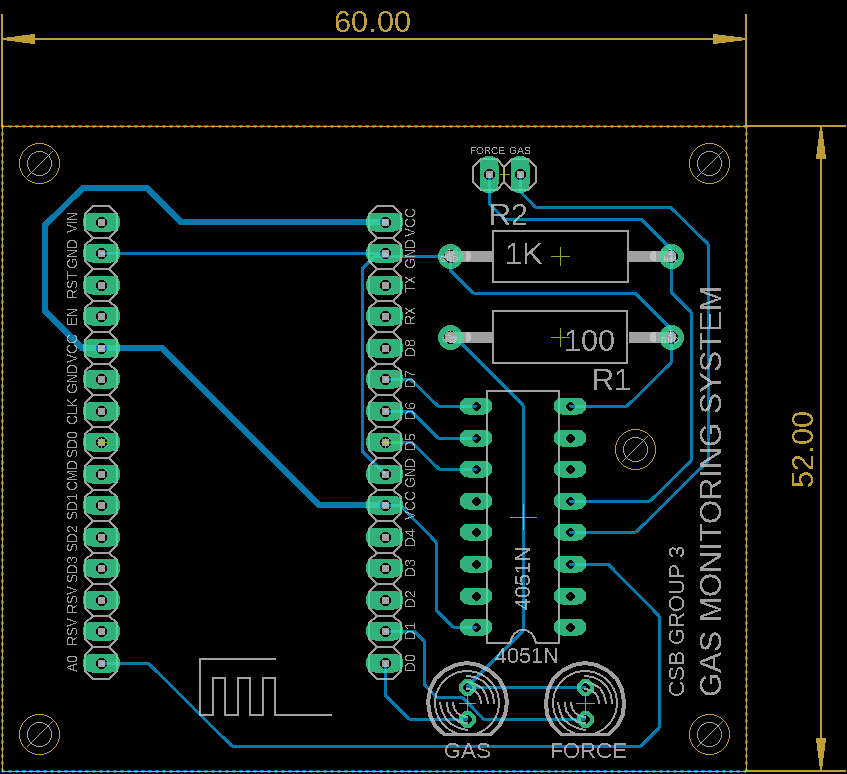 60.00
FORCE GAS
R2
1K
100
R1
52.00
VIN
GND
RST
EN
VCC
GND
CLK
SD0
CMD
SD1
SD2
SD3
RSV
RSV
A0
VCC
GND
TX
RX
D8
D7
D6
D5
GND
VCC
D4
D3
D2
D1
D0
4051N
4051N
GAS
FORCE
CSB GROUP 3
GAS MONITORING SYSTEM